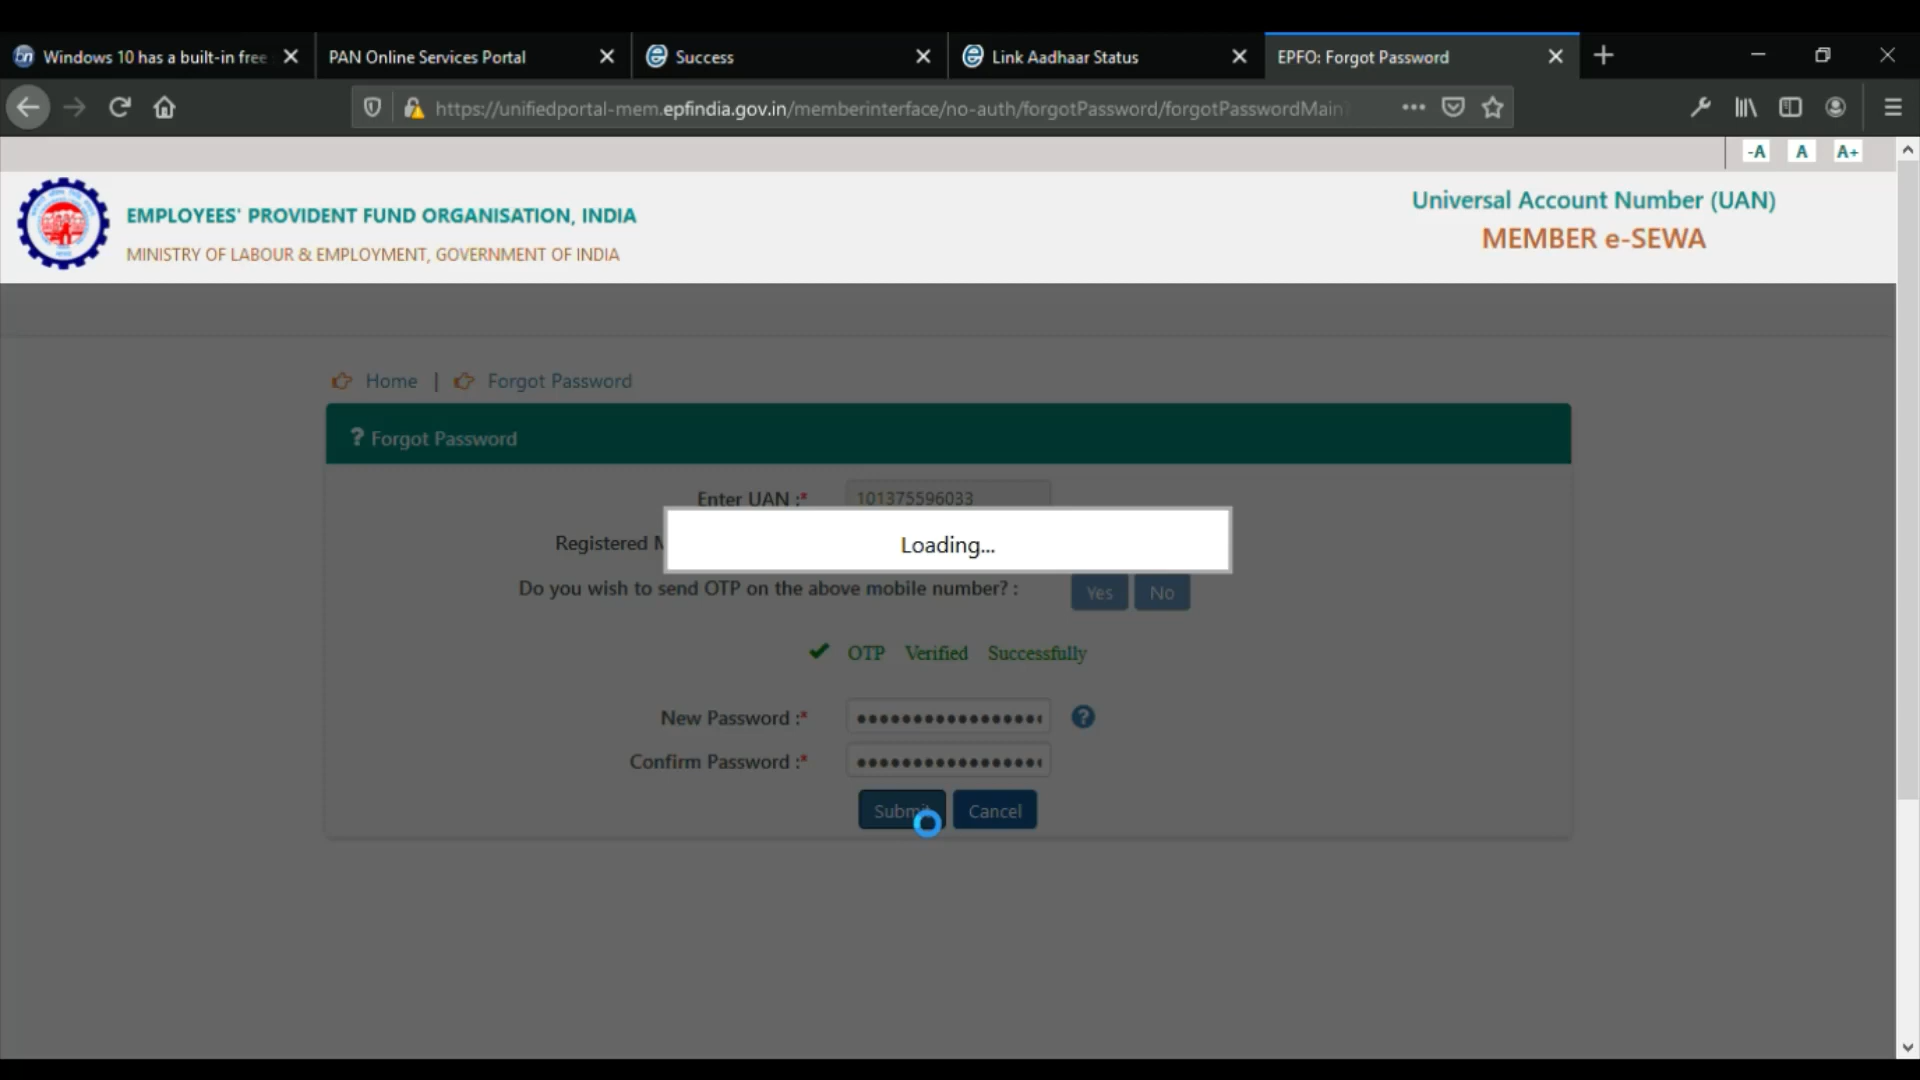 Windows 10 has a built-in free
PAN Online Services Portal
Success
Link Aadhaar Status
EPFO: Forgot Password
https://unifiedportal-mem.epfindia.gov.in/memberinterface/no-auth/forgotPassword/forgotPasswordMain
-A A A+
EMPLOYEES' PROVIDENT FUND ORGANISATION, INDIA
MINISTRY OF LABOUR & EMPLOYMENT, GOVERNMENT OF INDIA
Universal Account Number (UAN)
MEMBER e-SEWA
Home | Forgot Password
? Forgot Password
Enter UAN :* 101375596033
Loading...
Registered
Do you wish to send OTP on the above mobile number? : Yes No
OTP Verified Successfully
New Password :*
Confirm Password :*
Submit Cancel